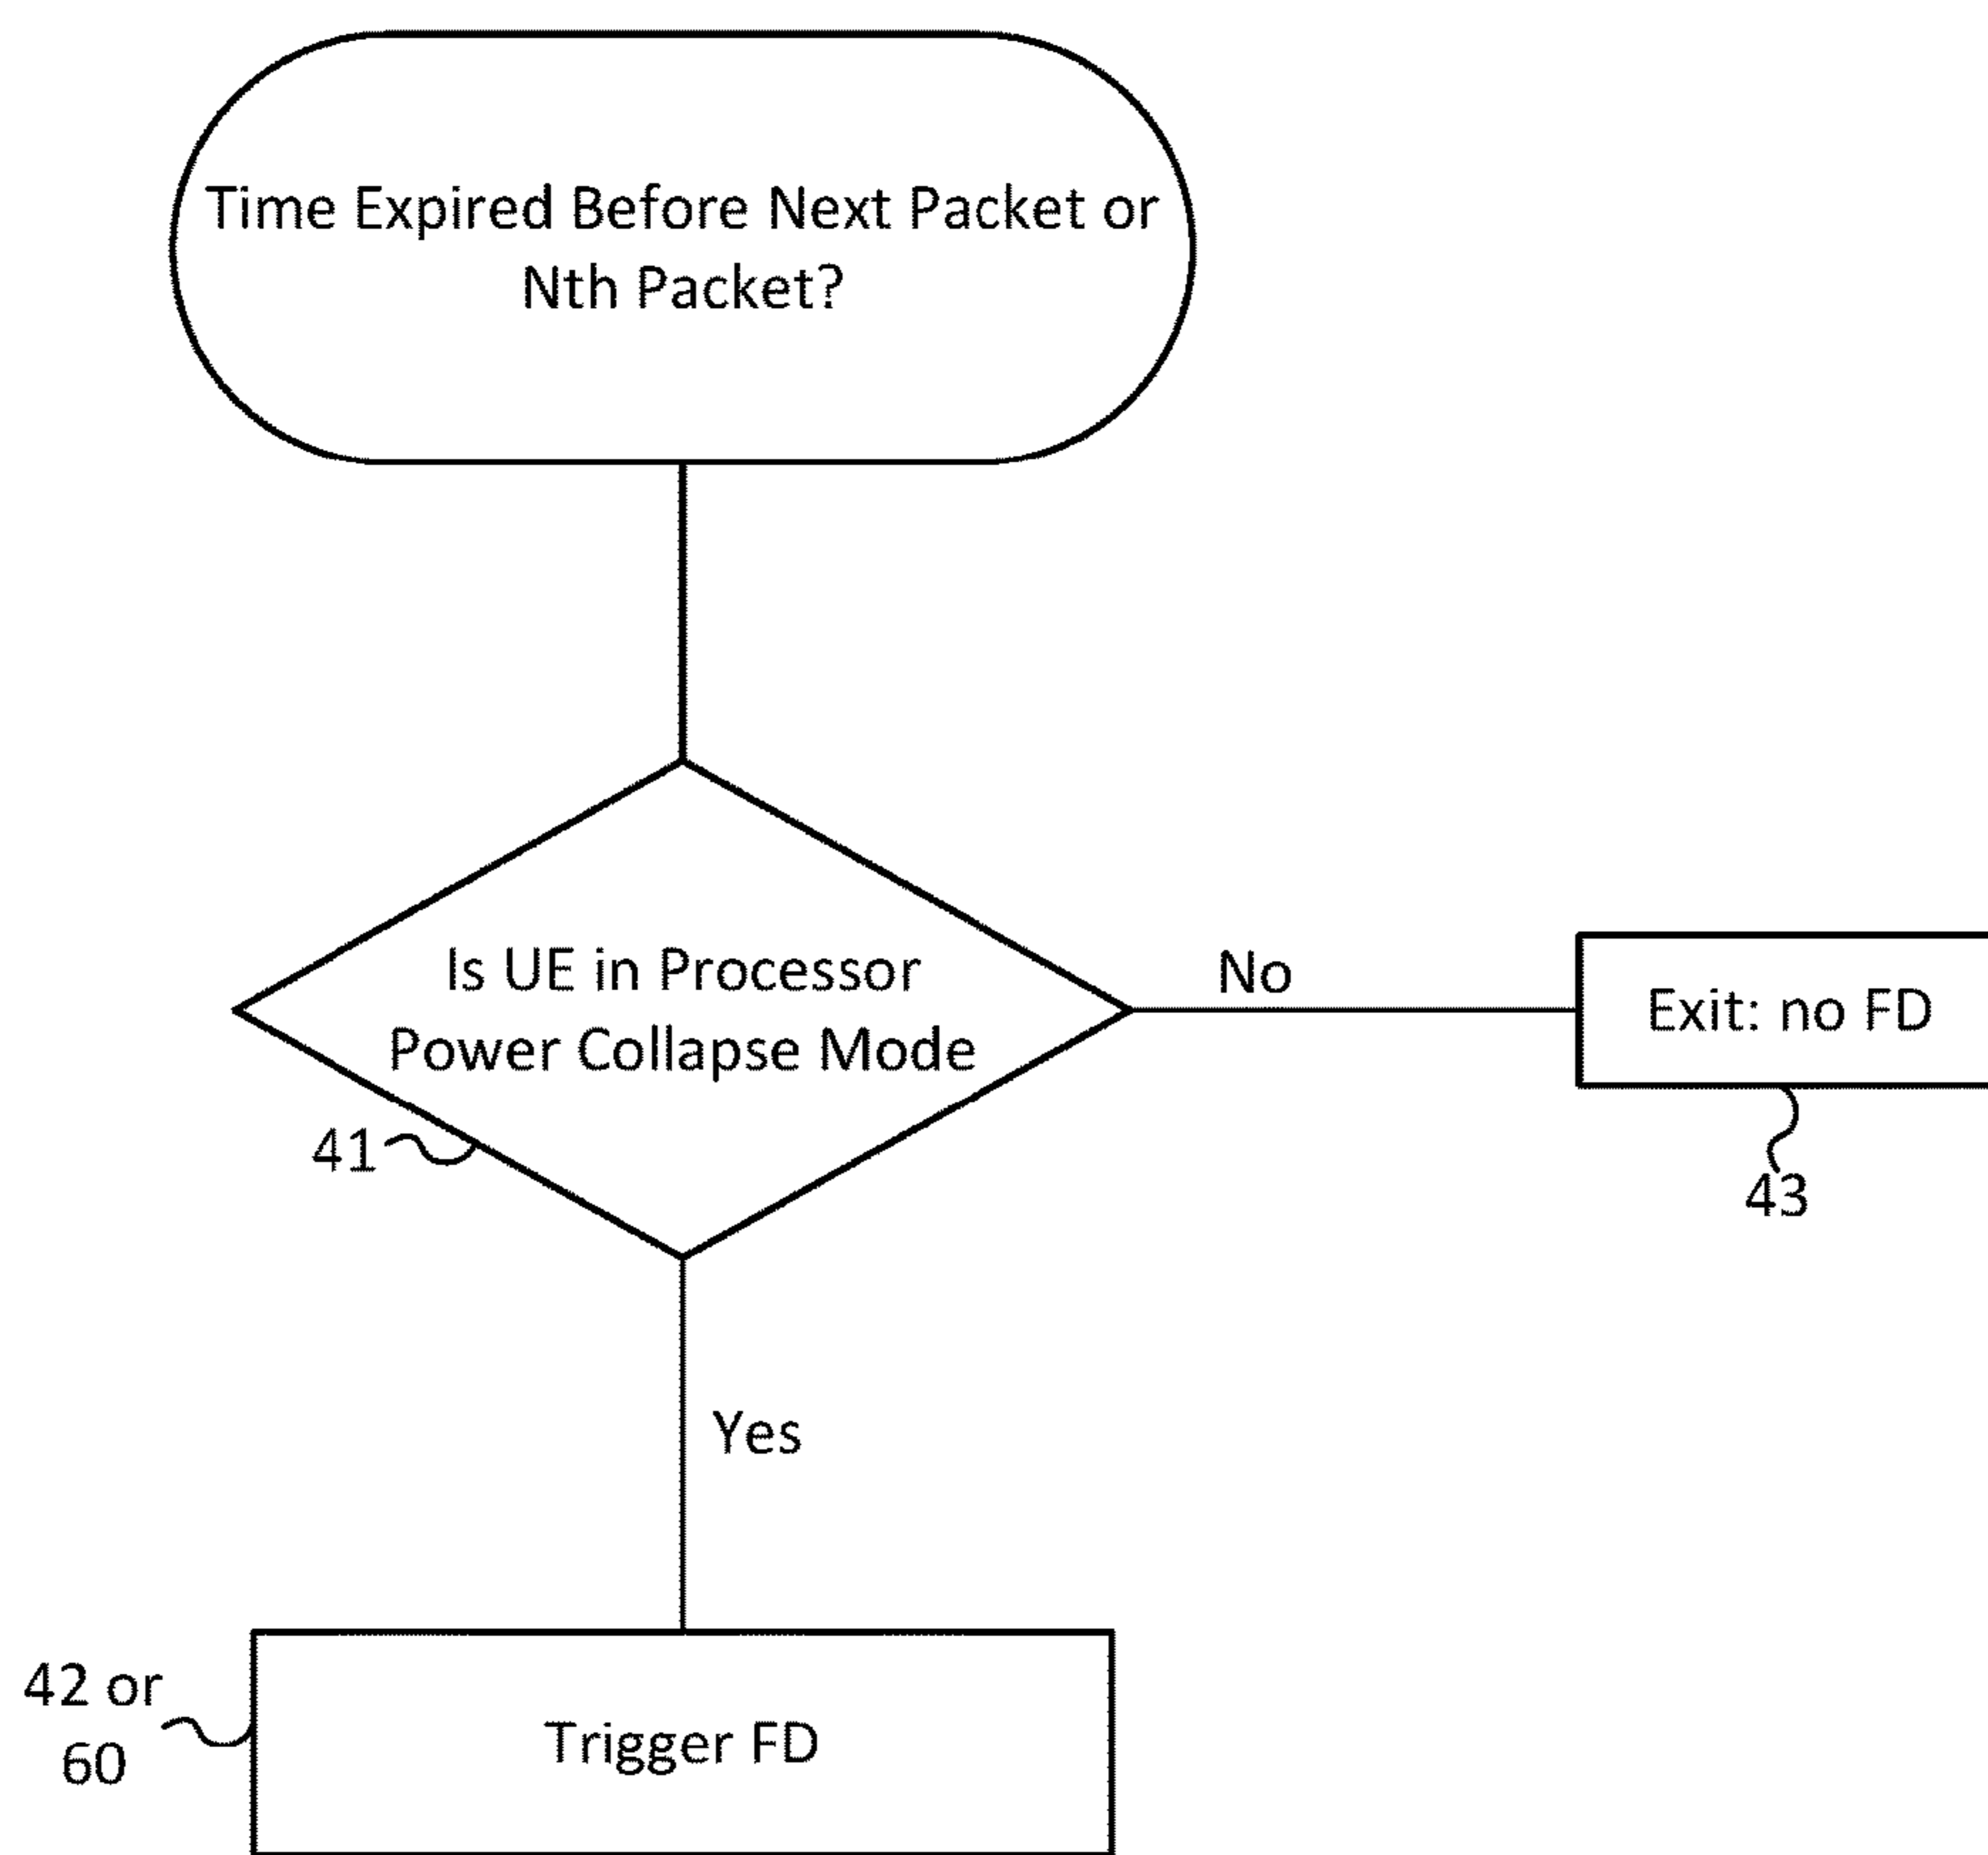 Time Expired Before Next Packet or
Nth Packet?
Is UE in Processor
Power Collapse Mode
41
No
Exit: no FD
43
Yes
42 or
60
Trigger FD